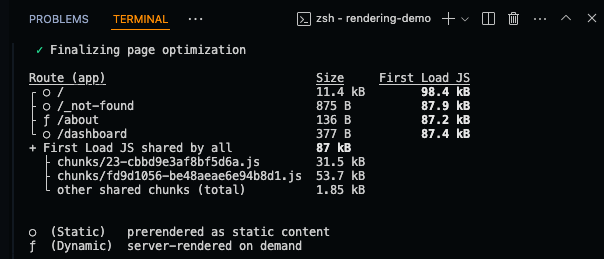 PROBLEMS TERMINAL ... zsh - rendering-demo
✓ Finalizing page optimization
Route (app) Size First Load JS
┌ ○ / 11.4 kB 98.4 kB
├ ○ /_not-found 875 B 87.9 kB
├ ƒ /about 136 B 87.2 kB
└ ○ /dashboard 377 B 87.4 kB
+ First Load JS shared by all 87 kB
├ chunks/23-cbbd9e3af8bf5d6a.js 31.5 kB
├ chunks/fd9d1056-be48aeae6e94b8d1.js 53.7 kB
└ other shared chunks (total) 1.85 kB
○ (Static) prerendered as static content
ƒ (Dynamic) server-rendered on demand